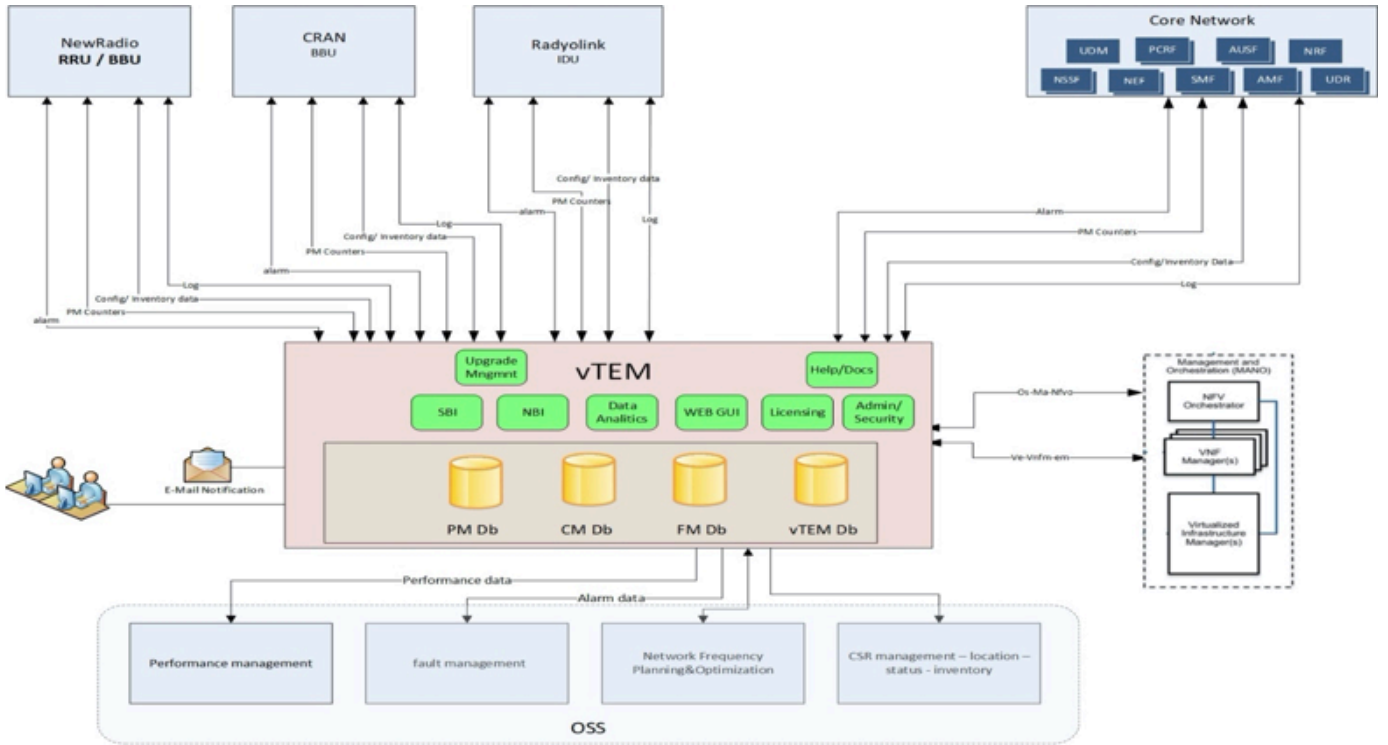 NewRadio
RRU / BBU
CRAN
BBU
Radyolink
IDU
Core Network
UDM
PCRF
AUSF
NRF
NSSF
NEF
SMF
AMF
UDR
Config/ Inventory data
PM Counters
alarm
Log
Log
Config/ Inventory data
PM Counters
alarm
Log
Config/ Inventory data
PM Counters
alarm
Alarm
PM Counters
Config/Inventory Data
Log
Upgrade
Mngmnt
vTEM
Help/Docs
SBI
NBI
Data
Analitics
WEB GUI
Licensing
Admin/
Security
Management and
Orchestration (MANO)
Os-Ma-Nfvo
NFV
Orchestrator
Ve-Vnfm-em
VNF
Manager(s)
Virtualized
Infrastructure
Manager(s)
E-Mail Notification
PM Db
CM Db
FM Db
vTEM Db
Performance data
Alarm data
Performance management
fault management
Network Frequency
Planning&Optimization
CSR management – location –
status - inventory
OSS